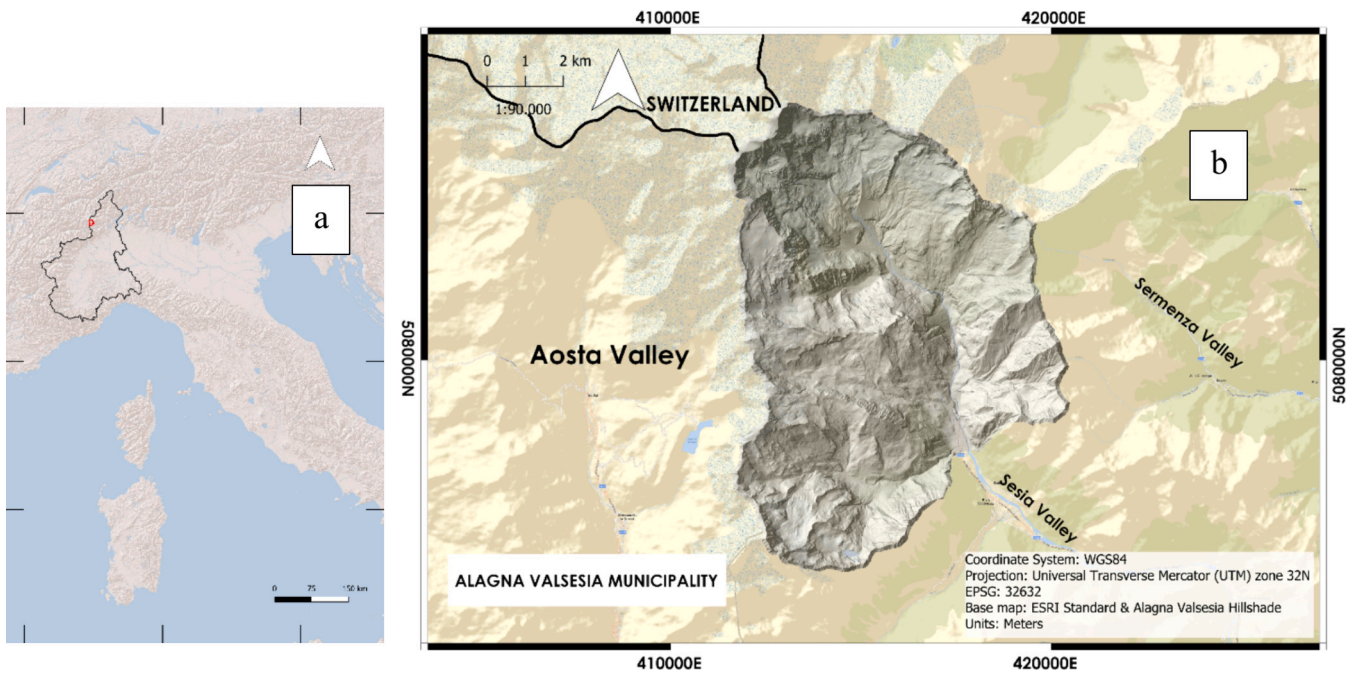 410000E
420000E
0 1 2 km
1:90.000
SWITZERLAND
b
a
Sermenza Valley
5080000N
5080000N
Aosta Valley
Sesia Valley
0 75 150 km
ALAGNA VALSESIA MUNICIPALITY
Coordinate System: WGS84
Projection: Universal Transverse Mercator (UTM) zone 32N
EPSG: 32632
Base map: ESRI Standard & Alagna Valsesia Hillshade
Units: Meters
410000E
420000E